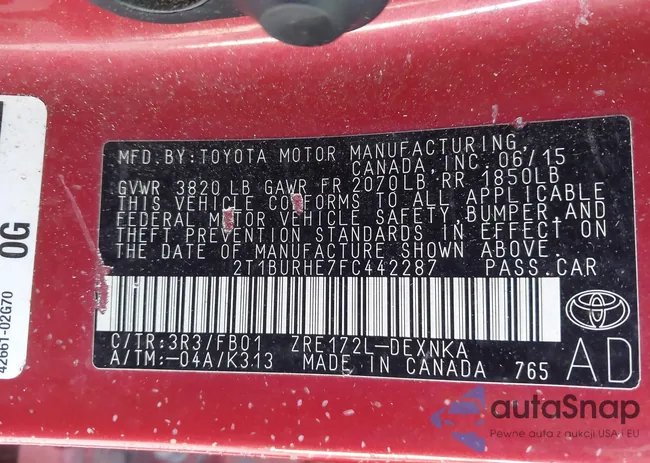 MFD.BY:TOYOTA MOTOR MANUFACTURING,
CANADA, INC. 06/15
GVWR 3820 LB GAWR FR 2070LB, RR 1850LB
THIS VEHICLE CONFORMS TO ALL APPLICABLE
FEDERAL MOTOR VEHICLE SAFETY, BUMPER, AND
THEFT PREVENTION STANDARDS IN EFFECT ON
THE DATE OF MANUFACTURE SHOWN ABOVE.
2T1BURHE7FC442287 PASS.CAR
C/TR:3R3/FB01 ZRE172L-DEXNKA
A/TM:-04A/K313 MADE IN CANADA 765
AD
0G
42661-02G70
autaSnap
Pewne auta z aukcji USA i EU